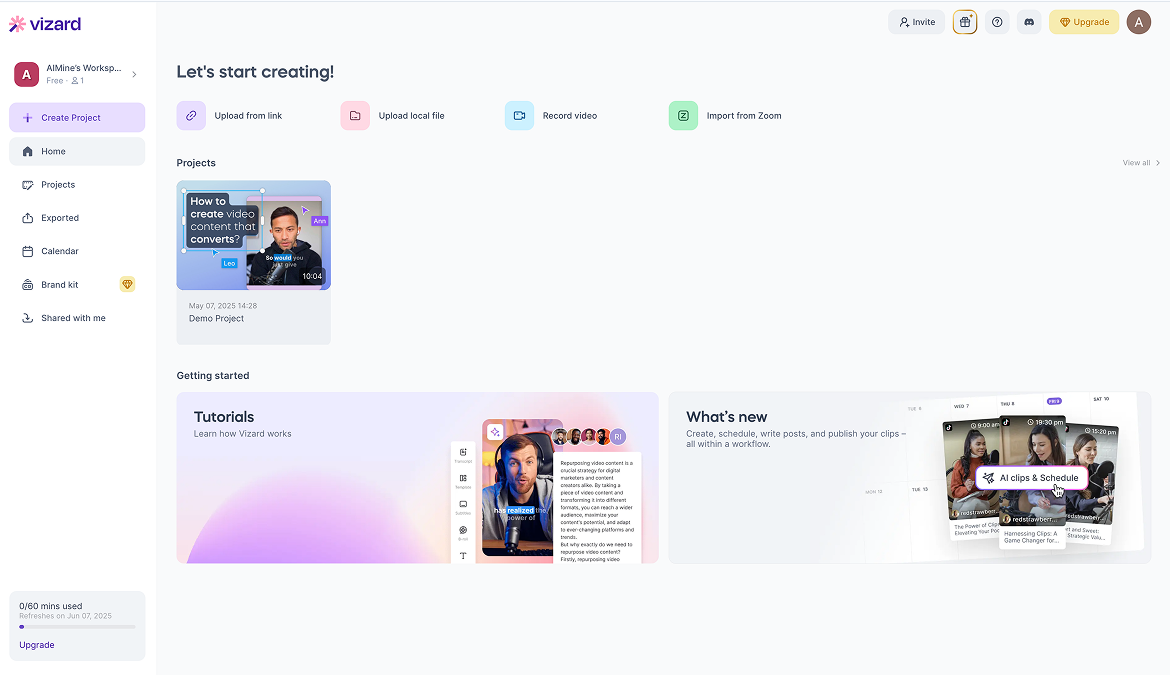 vizard
Invite
Upgrade
A
A
AIMine's Worksp...
Free · 1
Create Project
Home
Projects
Exported
Calendar
Brand kit
Shared with me
0/60 mins used
Refreshes on Jun 07, 2025
Upgrade
Let's start creating!
Upload from link
Upload local file
Record video
Import from Zoom
Projects
View all
How to
create video
content that
converts?
Ann
Leo
So would you
just give
10:04
May 07, 2025 14:28
Demo Project
Getting started
Tutorials
Learn how Vizard works
Transcript
Template
Subtitles
B-roll
T
has realized the
power of
RI
Repurposing video content is a
crucial strategy for digital
marketers and content
creators alike. By taking a
piece of video content and
transforming it into different
formats, you can reach a wider
audience, maximize your
content's potential, and adapt
to ever-changing platforms and
trends.
But why exactly do we need to
repurpose video content?
Firstly, repurposing video
What's new
Create, schedule, write posts, and publish your clips –
all within a workflow.
TUE 6
WED 7
THU 8
FRI 9
SAT 10
9:00 am
19:30 pm
15:20 pm
MON 12
TUE 13
AI clips & Schedule
redstrawberr...
redstrawberr...
redstrawberr...
The Power of Clips
Elevating Your Poc
Harnessing Clips: A
Game Changer for...
rt and Sweet:
Strategic Valu...